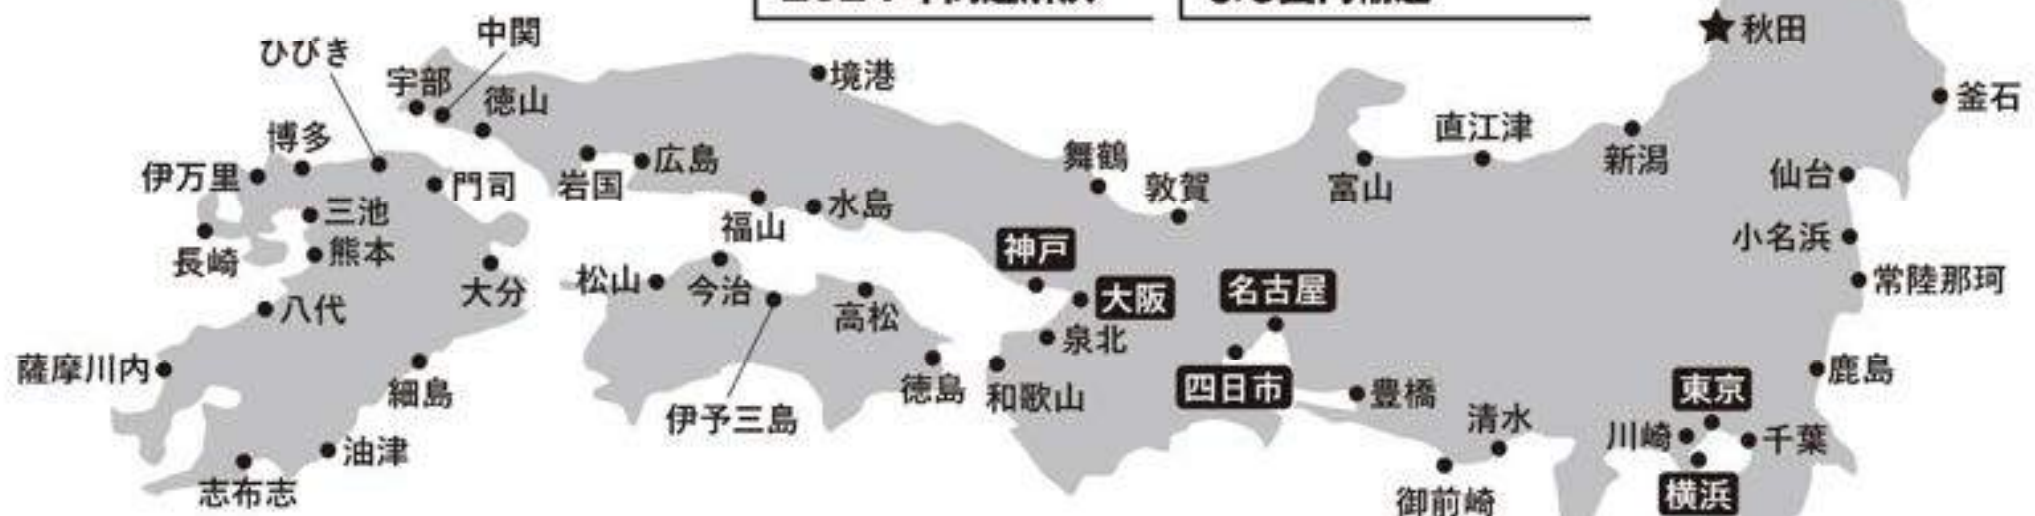 秋田
中関
ひびき
宇部
境港
徳山
釜石
直江津
博多
舞鶴
新潟
広島
伊万里
門司
岩国
敦賀
富山
仙台
三池
水島
福山
小名浜
熊本
神戸
長崎
松山
今治
大分
大阪
名古屋
常陸那珂
八代
高松
泉北
薩摩川内
鹿島
細島
徳島
和歌山
四日市
豊橋
東京
伊予三島
清水
川崎
千葉
油津
志布志
御前崎
横浜